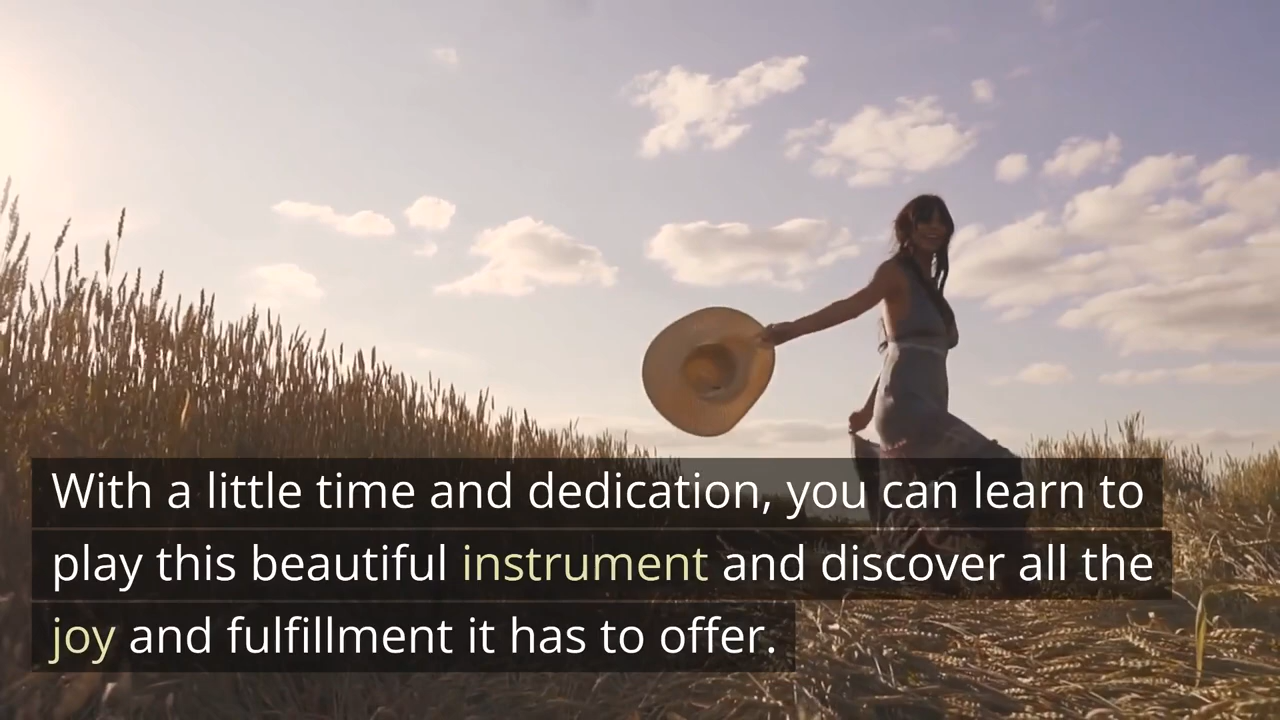 With a little time and dedication, you can learn to
play this beautiful instrument and discover all the
joy and fulfillment it has to offer.